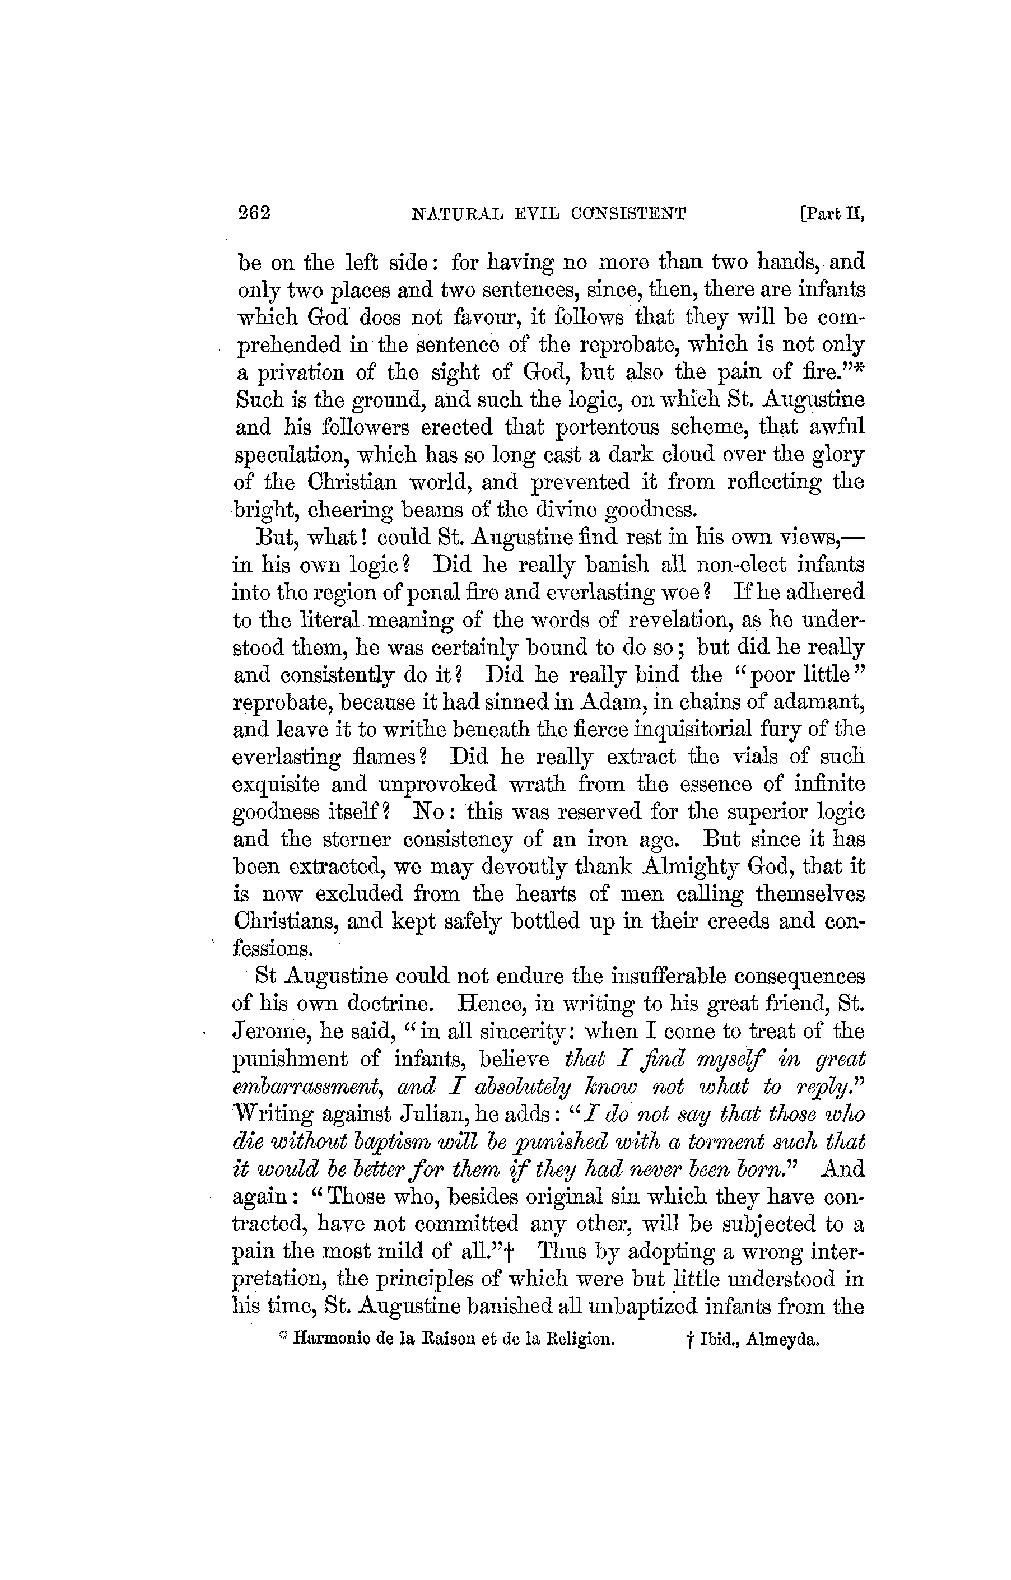 262 NATURAL EVIL CONSISTENT [Part II,
be on the left side: for having no more than two hands, and
only two places and two sentences, since, then, there are infants
which God does not favour, it follows that they will be com-
prehended in the sentence of the reprobate, which is not only
a privation of the sight of God, but also the pain of fire."*
Such is the ground, and such the logic, on which St. Augustine
and his followers erected that portentous scheme, that awful
speculation, which has so long cast a dark cloud over the glory
of the Christian world, and prevented it from reflecting the
bright, cheering beams of the divine goodness.
But, what! could St. Augustine find rest in his own views,—
in his own logic? Did he really banish all non-elect infants
into the region of penal fire and everlasting woe? If he adhered
to the literal meaning of the words of revelation, as he under-
stood them, he was certainly bound to do so; but did he really
and consistently do it? Did he really bind the "poor little"
reprobate, because it had sinned in Adam, in chains of adamant,
and leave it to writhe beneath the fierce inquisitorial fury of the
everlasting flames? Did he really extract the vials of such
exquisite and unprovoked wrath from the essence of infinite
goodness itself? No: this was reserved for the superior logic
and the sterner consistency of an iron age. But since it has
been extracted, we may devoutly thank Almighty God, that it
is now excluded from the hearts of men calling themselves
Christians, and kept safely bottled up in their creeds and con-
fessions.
St Augustine could not endure the insufferable consequences
of his own doctrine. Hence, in writing to his great friend, St.
Jerome, he said, "in all sincerity: when I come to treat of the
punishment of infants, believe that I find myself in great
embarrassment, and I absolutely know not what to reply."
Writing against Julian, he adds: "I do not say that those who
die without baptism will be punished with a torment such that
it would be better for them if they had never been born." And
again: "Those who, besides original sin which they have con-
tracted, have not committed any other, will be subjected to a
pain the most mild of all."† Thus by adopting a wrong inter-
pretation, the principles of which were but little understood in
his time, St. Augustine banished all unbaptized infants from the
* Harmonie de la Raison et de la Religion. † Ibid., Almeyda.